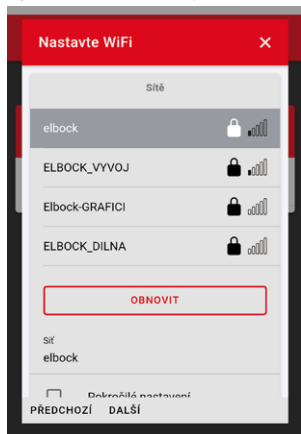 Nastavte WiFi
Sítě
elbock
ELBOCK_VYVOJ
Elbock-GRAFICI
ELBOCK_DILNA
OBNOVIT
Síť
elbock
Pokročilé nastavení
PŘEDCHOZÍ DALŠÍ